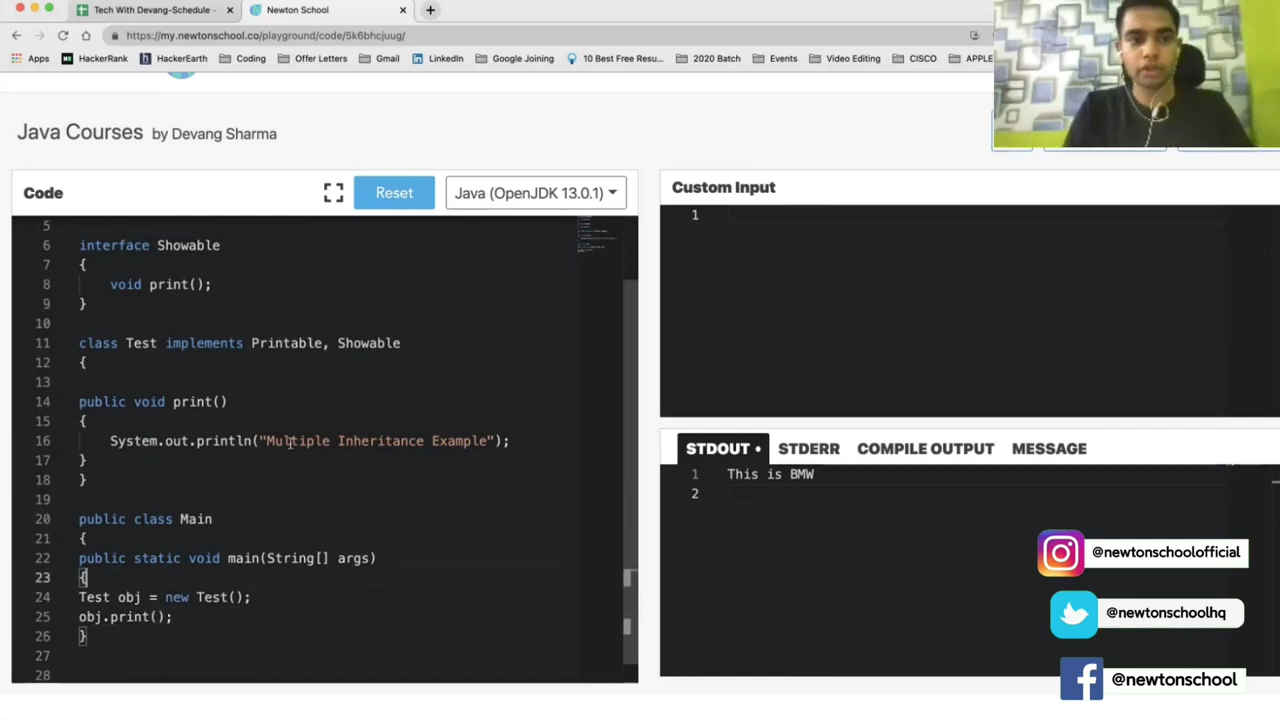 Tech With Devang-Schedule
Newton School
https://my.newtonschool.co/playground/code/5k6bhcjuug/
Apps HackerRank HackerEarth Coding Offer Letters Gmail LinkedIn Google Joining 10 Best Free Resu... 2020 Batch Events Video Editing CISCO APPLE
Java Courses by Devang Sharma
Code Reset Java (OpenJDK 13.0.1)
5
6 interface Showable
7 {
8 void print();
9 }
10
11 class Test implements Printable, Showable
12 {
13
14 public void print()
15 {
16 System.out.println("Multiple Inheritance Example");
17 }
18 }
19
20 public class Main
21 {
22 public static void main(String[] args)
23 {
24 Test obj = new Test();
25 obj.print();
26 }
27
28
Custom Input
1
STDOUT • STDERR COMPILE OUTPUT MESSAGE
1 This is BMW
2
@newtonschoolofficial
@newtonschoolhq
@newtonschool